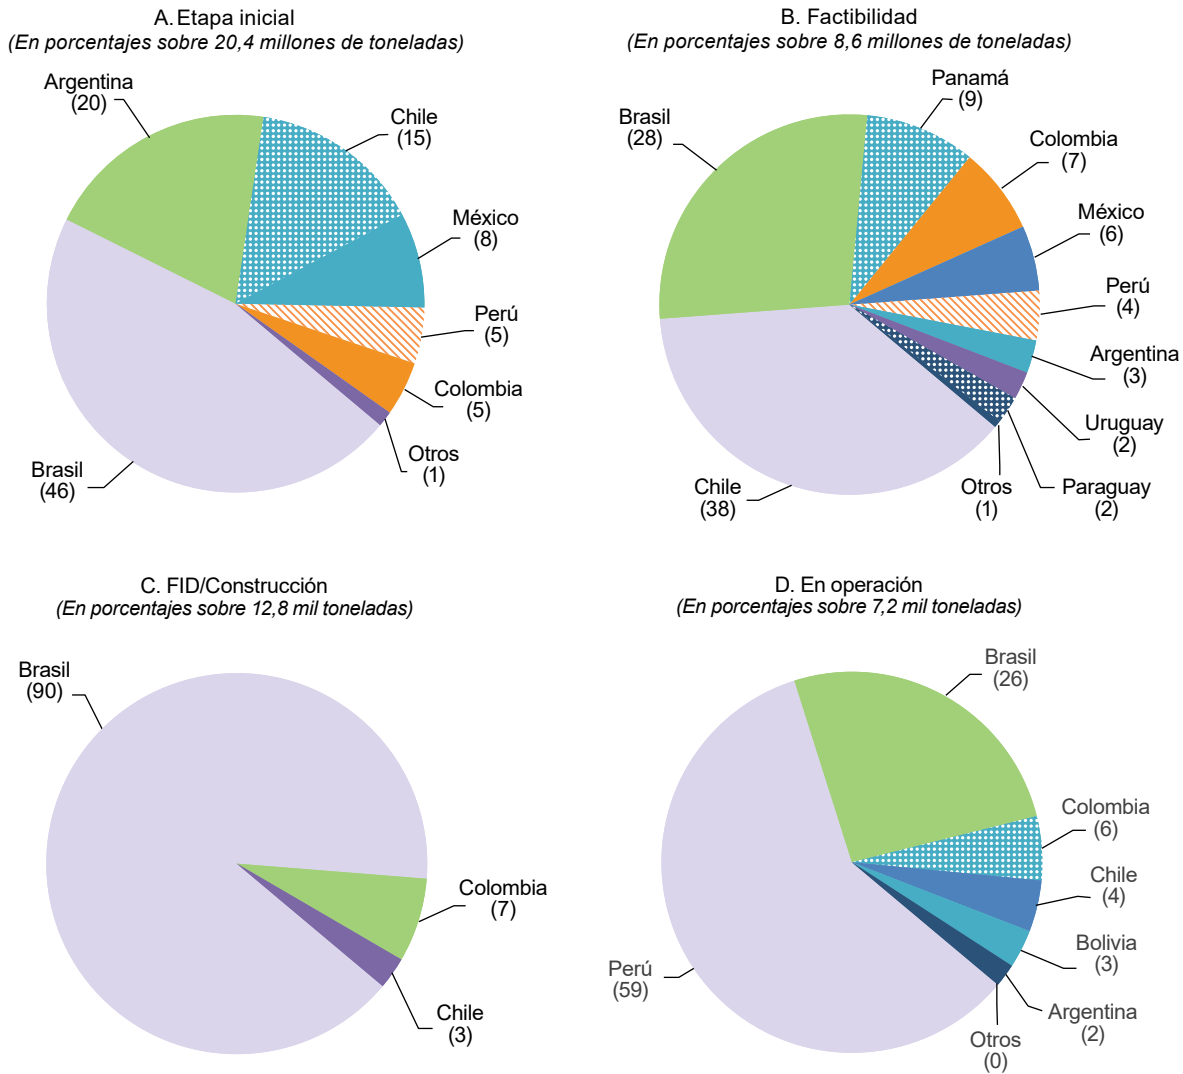 A. Etapa inicial
(En porcentajes sobre 20,4 millones de toneladas)
Argentina
(20)
Chile
(15)
México
(8)
Perú
(5)
Colombia
(5)
Otros
(1)
Brasil
(46)
B. Factibilidad
(En porcentajes sobre 8,6 millones de toneladas)
Brasil
(28)
Panamá
(9)
Colombia
(7)
México
(6)
Perú
(4)
Argentina
(3)
Uruguay
(2)
Paraguay
(2)
Otros
(1)
Chile
(38)
C. FID/Construcción
(En porcentajes sobre 12,8 mil toneladas)
Brasil
(90)
Colombia
(7)
Chile
(3)
D. En operación
(En porcentajes sobre 7,2 mil toneladas)
Brasil
(26)
Colombia
(6)
Chile
(4)
Bolivia
(3)
Argentina
(2)
Otros
(0)
Perú
(59)